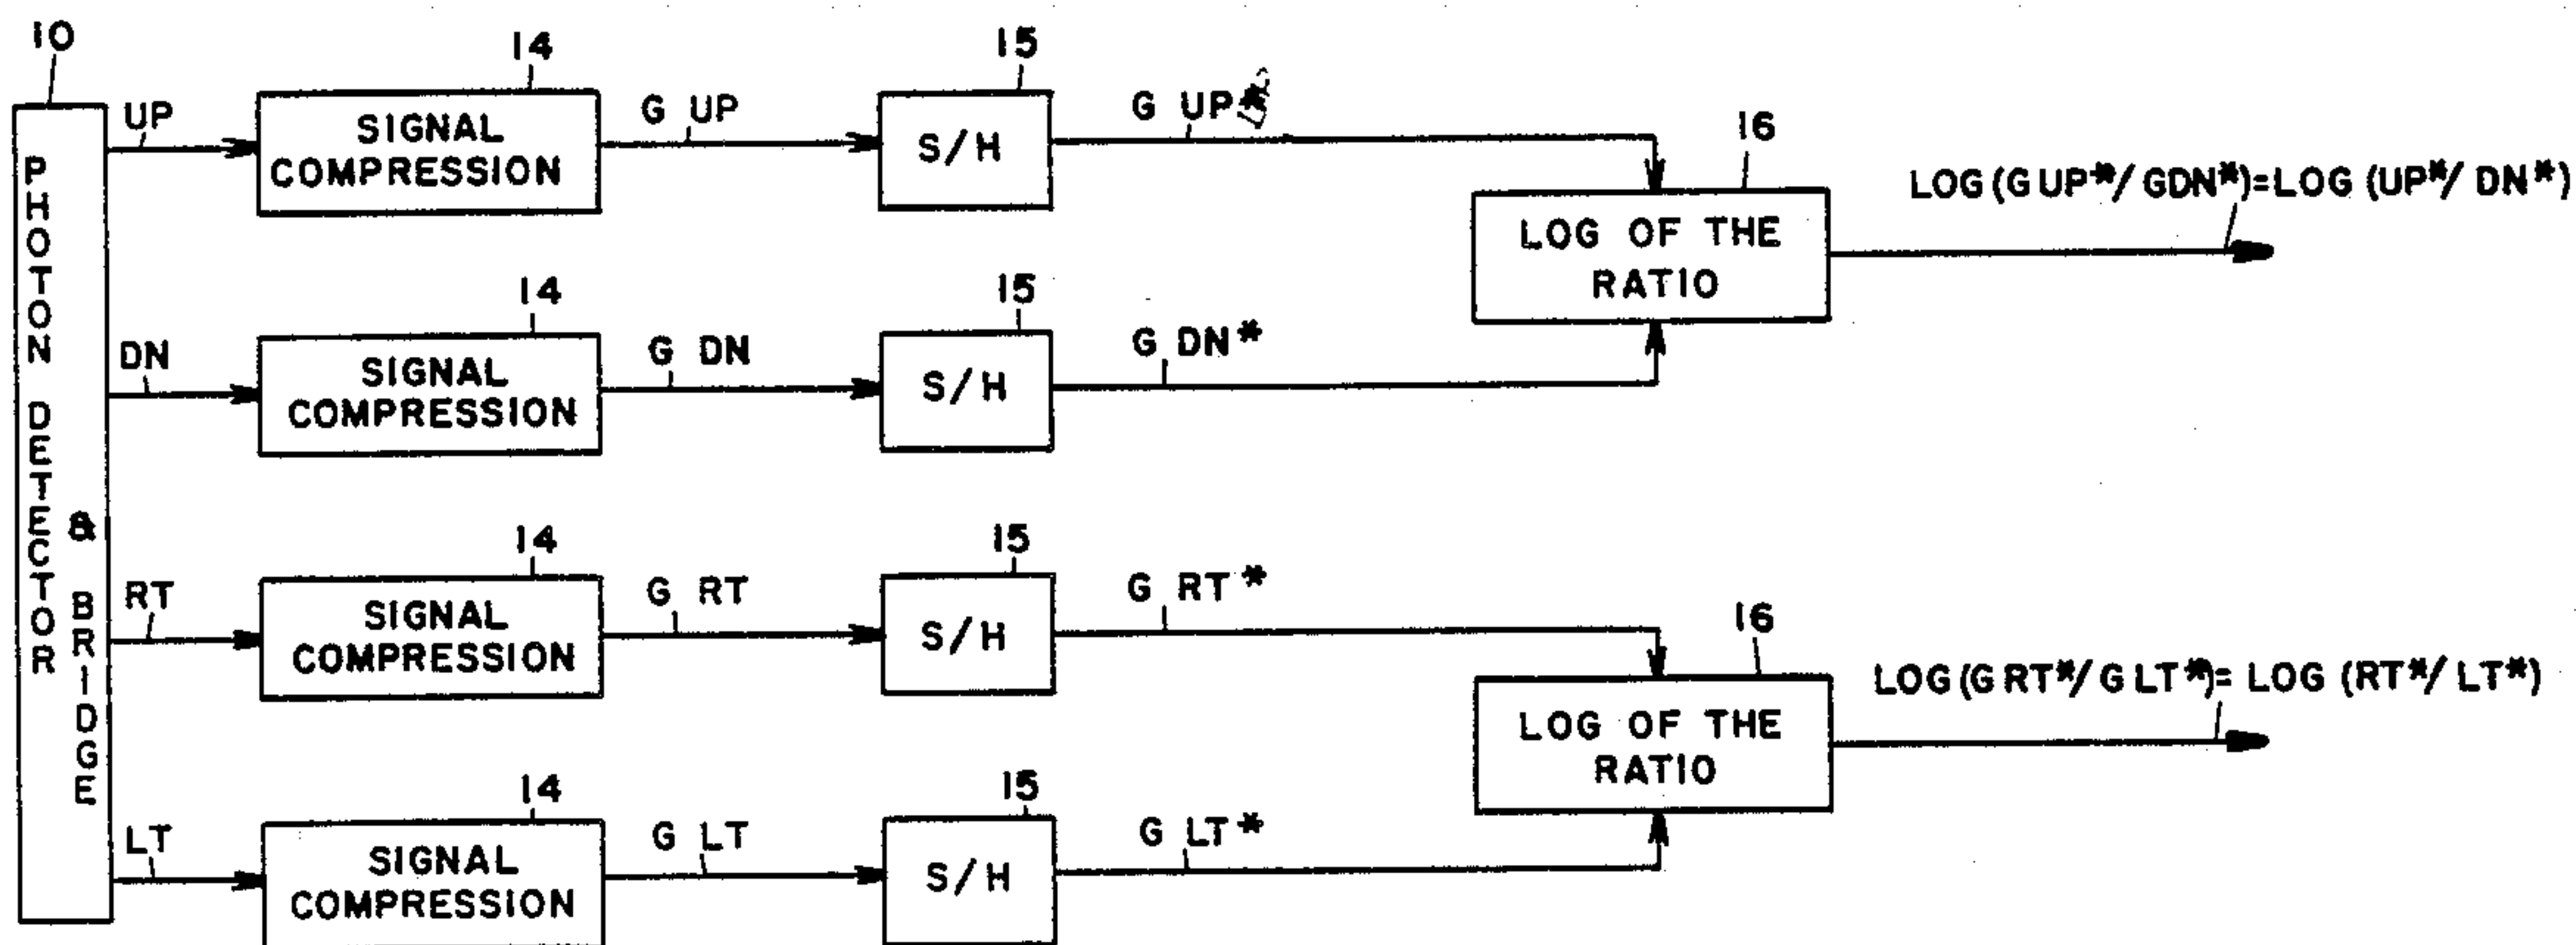 10
PHOTON DETECTOR
& BRIDGE
14
15
UP
SIGNAL
COMPRESSION
G UP
S/H
G UP*
16
LOG OF THE
RATIO
LOG (G UP*/ GDN*)=LOG (UP*/ DN*)
14
15
DN
SIGNAL
COMPRESSION
G DN
S/H
G DN*
14
15
RT
SIGNAL
COMPRESSION
G RT
S/H
G RT*
16
LOG OF THE
RATIO
LOG (G RT*/ G LT*)= LOG (RT*/ LT*)
14
15
LT
SIGNAL
COMPRESSION
G LT
S/H
G LT*